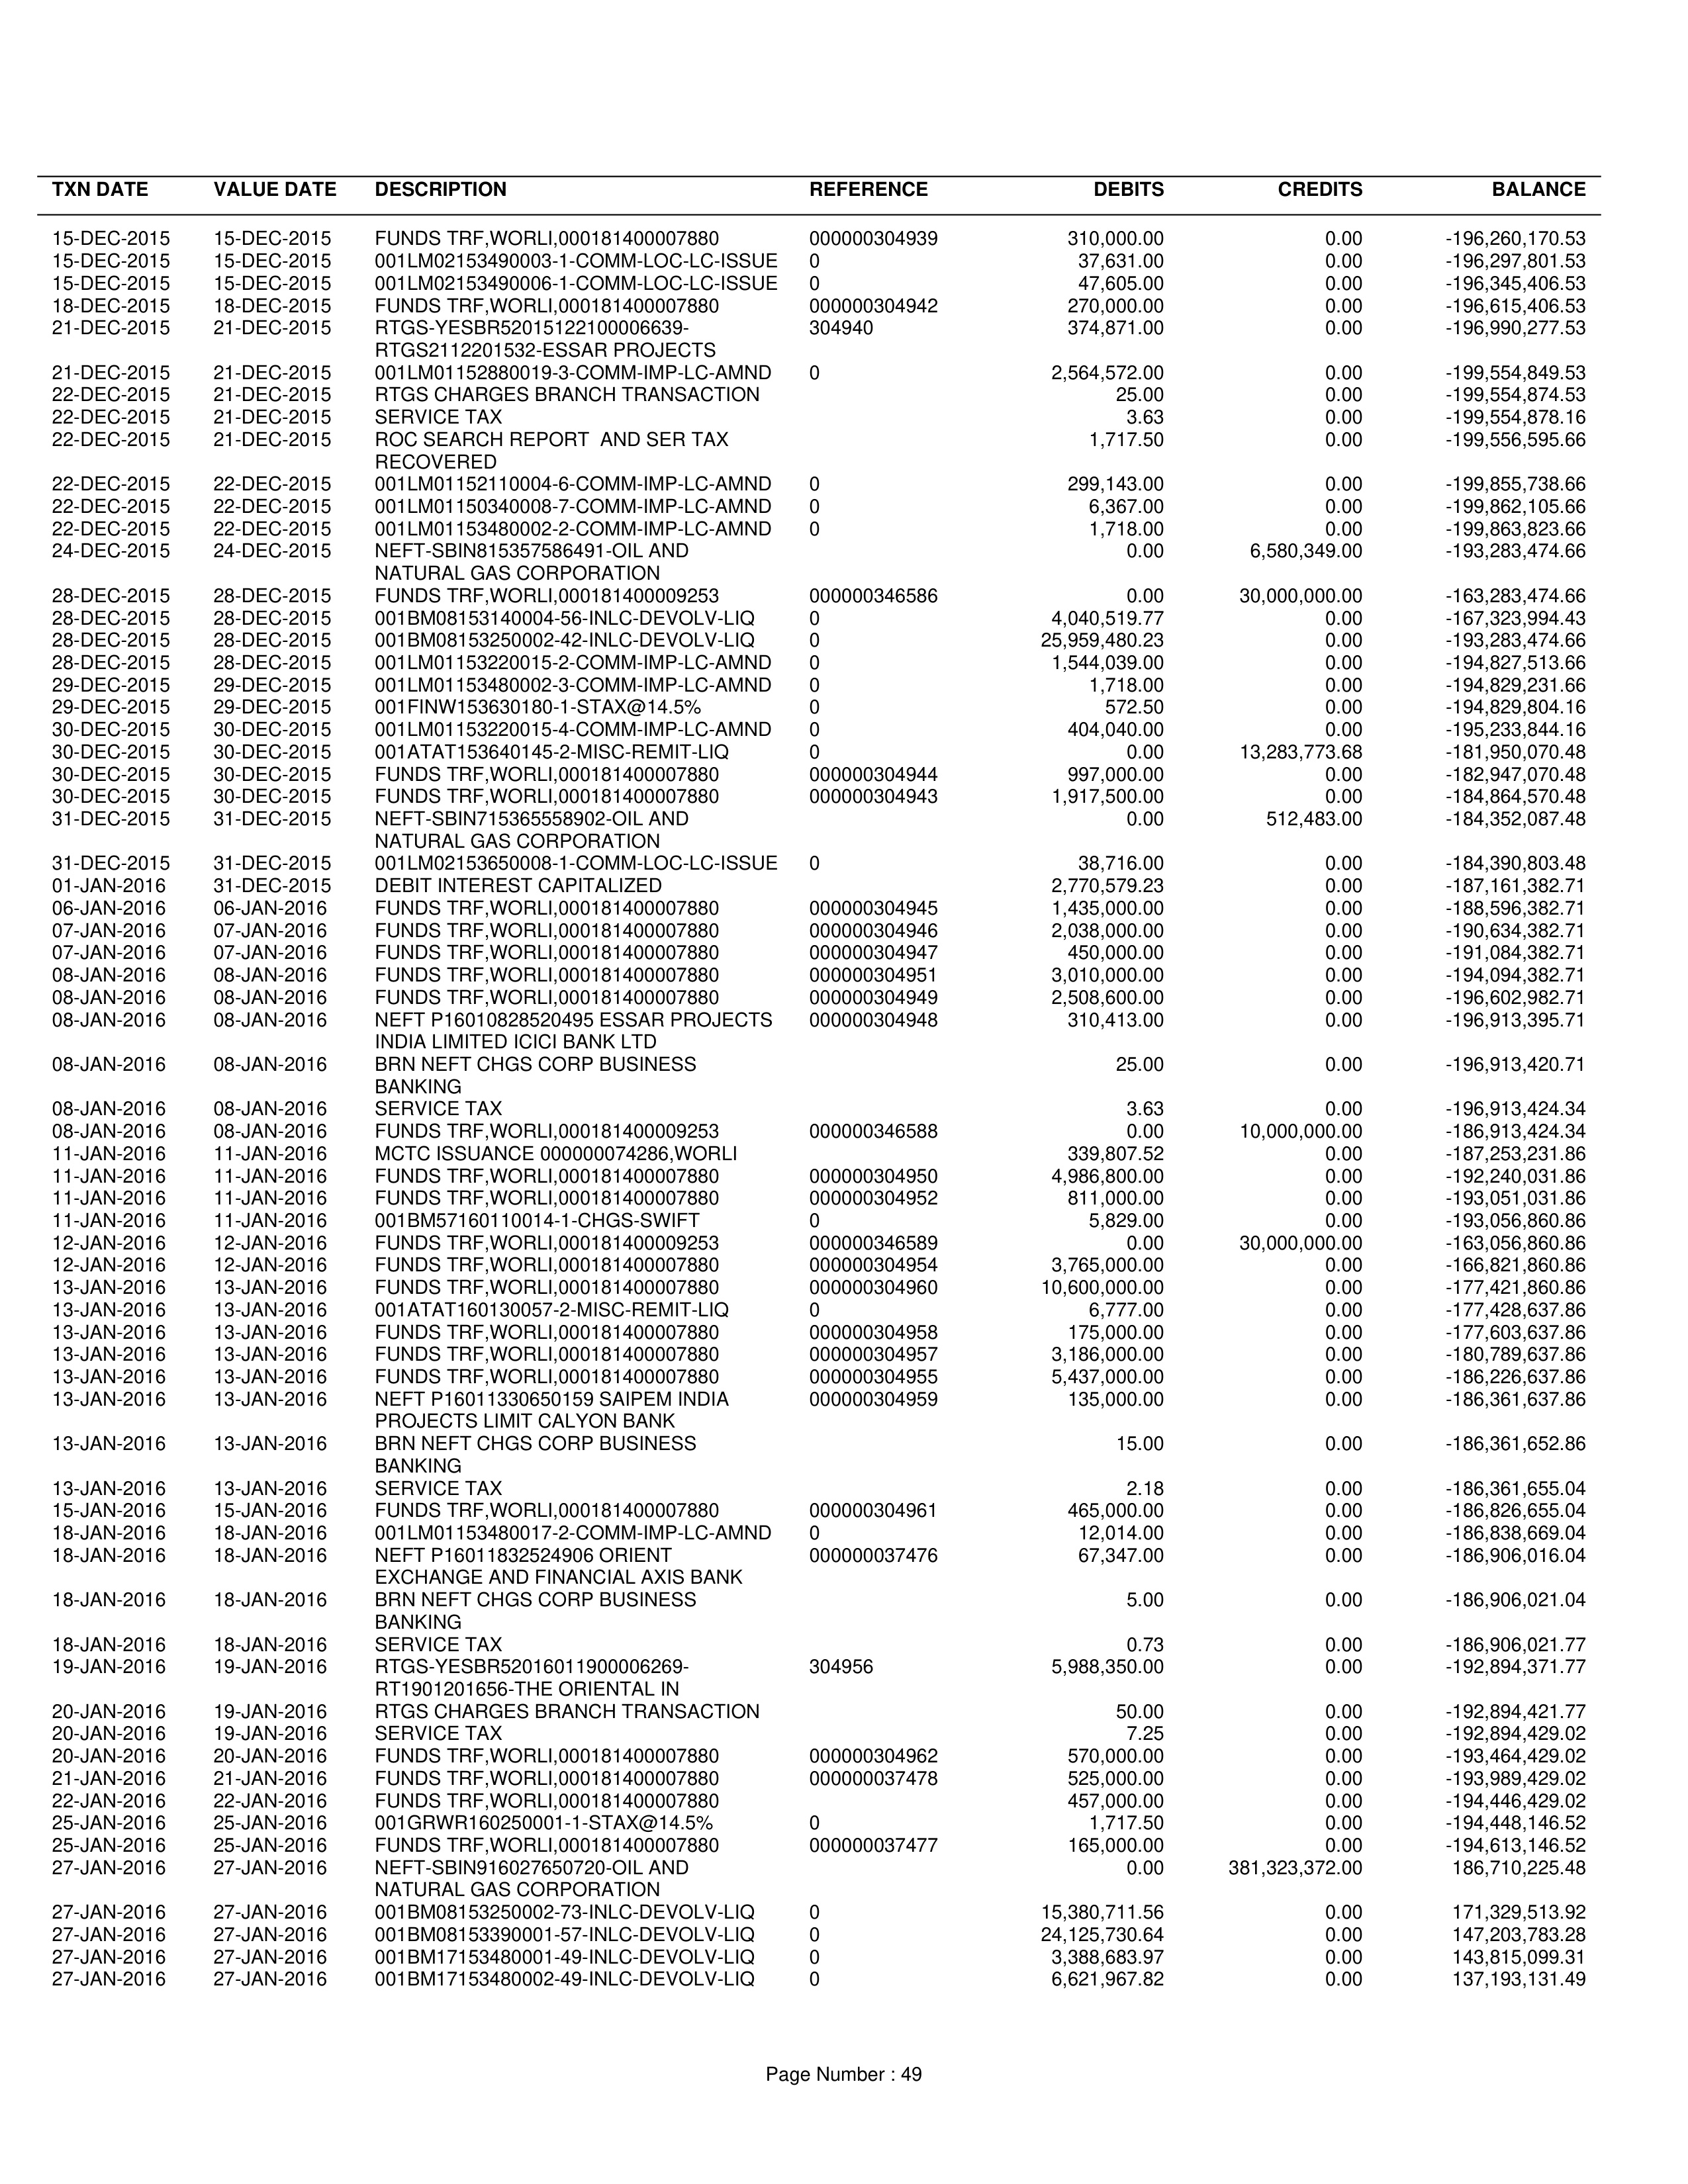 TXN DATE VALUE DATE DESCRIPTION REFERENCE DEBITS CREDITS BALANCE
15-DEC-2015 15-DEC-2015 FUNDS TRF,WORLI,000181400007880 000000304939 310,000.00 0.00 -196,260,170.53
15-DEC-2015 15-DEC-2015 001LM02153490003-1-COMM-LOC-LC-ISSUE 0 37,631.00 0.00 -196,297,801.53
15-DEC-2015 15-DEC-2015 001LM02153490006-1-COMM-LOC-LC-ISSUE 0 47,605.00 0.00 -196,345,406.53
18-DEC-2015 18-DEC-2015 FUNDS TRF,WORLI,000181400007880 000000304942 270,000.00 0.00 -196,615,406.53
21-DEC-2015 21-DEC-2015 RTGS-YESBR52015122100006639- 304940 374,871.00 0.00 -196,990,277.53
RTGS2112201532-ESSAR PROJECTS
21-DEC-2015 21-DEC-2015 001LM01152880019-3-COMM-IMP-LC-AMND 0 2,564,572.00 0.00 -199,554,849.53
22-DEC-2015 21-DEC-2015 RTGS CHARGES BRANCH TRANSACTION 25.00 0.00 -199,554,874.53
22-DEC-2015 21-DEC-2015 SERVICE TAX 3.63 0.00 -199,554,878.16
22-DEC-2015 21-DEC-2015 ROC SEARCH REPORT  AND SER TAX 1,717.50 0.00 -199,556,595.66
RECOVERED
22-DEC-2015 22-DEC-2015 001LM01152110004-6-COMM-IMP-LC-AMND 0 299,143.00 0.00 -199,855,738.66
22-DEC-2015 22-DEC-2015 001LM01150340008-7-COMM-IMP-LC-AMND 0 6,367.00 0.00 -199,862,105.66
22-DEC-2015 22-DEC-2015 001LM01153480002-2-COMM-IMP-LC-AMND 0 1,718.00 0.00 -199,863,823.66
24-DEC-2015 24-DEC-2015 NEFT-SBIN815357586491-OIL AND 0.00 6,580,349.00 -193,283,474.66
NATURAL GAS CORPORATION
28-DEC-2015 28-DEC-2015 FUNDS TRF,WORLI,000181400009253 000000346586 0.00 30,000,000.00 -163,283,474.66
28-DEC-2015 28-DEC-2015 001BM08153140004-56-INLC-DEVOLV-LIQ 0 4,040,519.77 0.00 -167,323,994.43
28-DEC-2015 28-DEC-2015 001BM08153250002-42-INLC-DEVOLV-LIQ 0 25,959,480.23 0.00 -193,283,474.66
28-DEC-2015 28-DEC-2015 001LM01153220015-2-COMM-IMP-LC-AMND 0 1,544,039.00 0.00 -194,827,513.66
29-DEC-2015 29-DEC-2015 001LM01153480002-3-COMM-IMP-LC-AMND 0 1,718.00 0.00 -194,829,231.66
29-DEC-2015 29-DEC-2015 001FINW153630180-1-STAX@14.5% 0 572.50 0.00 -194,829,804.16
30-DEC-2015 30-DEC-2015 001LM01153220015-4-COMM-IMP-LC-AMND 0 404,040.00 0.00 -195,233,844.16
30-DEC-2015 30-DEC-2015 001ATAT153640145-2-MISC-REMIT-LIQ 0 0.00 13,283,773.68 -181,950,070.48
30-DEC-2015 30-DEC-2015 FUNDS TRF,WORLI,000181400007880 000000304944 997,000.00 0.00 -182,947,070.48
30-DEC-2015 30-DEC-2015 FUNDS TRF,WORLI,000181400007880 000000304943 1,917,500.00 0.00 -184,864,570.48
31-DEC-2015 31-DEC-2015 NEFT-SBIN715365558902-OIL AND 0.00 512,483.00 -184,352,087.48
NATURAL GAS CORPORATION
31-DEC-2015 31-DEC-2015 001LM02153650008-1-COMM-LOC-LC-ISSUE 0 38,716.00 0.00 -184,390,803.48
01-JAN-2016 31-DEC-2015 DEBIT INTEREST CAPITALIZED 2,770,579.23 0.00 -187,161,382.71
06-JAN-2016 06-JAN-2016 FUNDS TRF,WORLI,000181400007880 000000304945 1,435,000.00 0.00 -188,596,382.71
07-JAN-2016 07-JAN-2016 FUNDS TRF,WORLI,000181400007880 000000304946 2,038,000.00 0.00 -190,634,382.71
07-JAN-2016 07-JAN-2016 FUNDS TRF,WORLI,000181400007880 000000304947 450,000.00 0.00 -191,084,382.71
08-JAN-2016 08-JAN-2016 FUNDS TRF,WORLI,000181400007880 000000304951 3,010,000.00 0.00 -194,094,382.71
08-JAN-2016 08-JAN-2016 FUNDS TRF,WORLI,000181400007880 000000304949 2,508,600.00 0.00 -196,602,982.71
08-JAN-2016 08-JAN-2016 NEFT P16010828520495 ESSAR PROJECTS 000000304948 310,413.00 0.00 -196,913,395.71
INDIA LIMITED ICICI BANK LTD
08-JAN-2016 08-JAN-2016 BRN NEFT CHGS CORP BUSINESS 25.00 0.00 -196,913,420.71
BANKING
08-JAN-2016 08-JAN-2016 SERVICE TAX 3.63 0.00 -196,913,424.34
08-JAN-2016 08-JAN-2016 FUNDS TRF,WORLI,000181400009253 000000346588 0.00 10,000,000.00 -186,913,424.34
11-JAN-2016 11-JAN-2016 MCTC ISSUANCE 000000074286,WORLI 339,807.52 0.00 -187,253,231.86
11-JAN-2016 11-JAN-2016 FUNDS TRF,WORLI,000181400007880 000000304950 4,986,800.00 0.00 -192,240,031.86
11-JAN-2016 11-JAN-2016 FUNDS TRF,WORLI,000181400007880 000000304952 811,000.00 0.00 -193,051,031.86
11-JAN-2016 11-JAN-2016 001BM57160110014-1-CHGS-SWIFT 0 5,829.00 0.00 -193,056,860.86
12-JAN-2016 12-JAN-2016 FUNDS TRF,WORLI,000181400009253 000000346589 0.00 30,000,000.00 -163,056,860.86
12-JAN-2016 12-JAN-2016 FUNDS TRF,WORLI,000181400007880 000000304954 3,765,000.00 0.00 -166,821,860.86
13-JAN-2016 13-JAN-2016 FUNDS TRF,WORLI,000181400007880 000000304960 10,600,000.00 0.00 -177,421,860.86
13-JAN-2016 13-JAN-2016 001ATAT160130057-2-MISC-REMIT-LIQ 0 6,777.00 0.00 -177,428,637.86
13-JAN-2016 13-JAN-2016 FUNDS TRF,WORLI,000181400007880 000000304958 175,000.00 0.00 -177,603,637.86
13-JAN-2016 13-JAN-2016 FUNDS TRF,WORLI,000181400007880 000000304957 3,186,000.00 0.00 -180,789,637.86
13-JAN-2016 13-JAN-2016 FUNDS TRF,WORLI,000181400007880 000000304955 5,437,000.00 0.00 -186,226,637.86
13-JAN-2016 13-JAN-2016 NEFT P16011330650159 SAIPEM INDIA 000000304959 135,000.00 0.00 -186,361,637.86
PROJECTS LIMIT CALYON BANK
13-JAN-2016 13-JAN-2016 BRN NEFT CHGS CORP BUSINESS 15.00 0.00 -186,361,652.86
BANKING
13-JAN-2016 13-JAN-2016 SERVICE TAX 2.18 0.00 -186,361,655.04
15-JAN-2016 15-JAN-2016 FUNDS TRF,WORLI,000181400007880 000000304961 465,000.00 0.00 -186,826,655.04
18-JAN-2016 18-JAN-2016 001LM01153480017-2-COMM-IMP-LC-AMND 0 12,014.00 0.00 -186,838,669.04
18-JAN-2016 18-JAN-2016 NEFT P16011832524906 ORIENT 000000037476 67,347.00 0.00 -186,906,016.04
EXCHANGE AND FINANCIAL AXIS BANK
18-JAN-2016 18-JAN-2016 BRN NEFT CHGS CORP BUSINESS 5.00 0.00 -186,906,021.04
BANKING
18-JAN-2016 18-JAN-2016 SERVICE TAX 0.73 0.00 -186,906,021.77
19-JAN-2016 19-JAN-2016 RTGS-YESBR52016011900006269- 304956 5,988,350.00 0.00 -192,894,371.77
RT1901201656-THE ORIENTAL IN
20-JAN-2016 19-JAN-2016 RTGS CHARGES BRANCH TRANSACTION 50.00 0.00 -192,894,421.77
20-JAN-2016 19-JAN-2016 SERVICE TAX 7.25 0.00 -192,894,429.02
20-JAN-2016 20-JAN-2016 FUNDS TRF,WORLI,000181400007880 000000304962 570,000.00 0.00 -193,464,429.02
21-JAN-2016 21-JAN-2016 FUNDS TRF,WORLI,000181400007880 000000037478 525,000.00 0.00 -193,989,429.02
22-JAN-2016 22-JAN-2016 FUNDS TRF,WORLI,000181400007880 457,000.00 0.00 -194,446,429.02
25-JAN-2016 25-JAN-2016 001GRWR160250001-1-STAX@14.5% 0 1,717.50 0.00 -194,448,146.52
25-JAN-2016 25-JAN-2016 FUNDS TRF,WORLI,000181400007880 000000037477 165,000.00 0.00 -194,613,146.52
27-JAN-2016 27-JAN-2016 NEFT-SBIN916027650720-OIL AND 0.00 381,323,372.00 186,710,225.48
NATURAL GAS CORPORATION
27-JAN-2016 27-JAN-2016 001BM08153250002-73-INLC-DEVOLV-LIQ 0 15,380,711.56 0.00 171,329,513.92
27-JAN-2016 27-JAN-2016 001BM08153390001-57-INLC-DEVOLV-LIQ 0 24,125,730.64 0.00 147,203,783.28
27-JAN-2016 27-JAN-2016 001BM17153480001-49-INLC-DEVOLV-LIQ 0 3,388,683.97 0.00 143,815,099.31
27-JAN-2016 27-JAN-2016 001BM17153480002-49-INLC-DEVOLV-LIQ 0 6,621,967.82 0.00 137,193,131.49
Page Number : 49